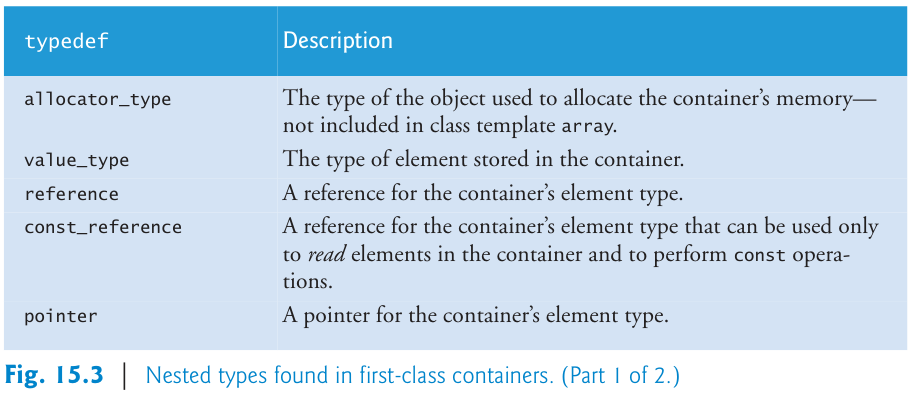 typedef Description
allocator_type The type of the object used to allocate the container’s memory—
not included in class template array.
value_type The type of element stored in the container.
reference A reference for the container’s element type.
const_reference A reference for the container’s element type that can be used only
to read elements in the container and to perform const opera-
tions.
pointer A pointer for the container’s element type.
Fig. 15.3 | Nested types found in first-class containers. (Part 1 of 2.)